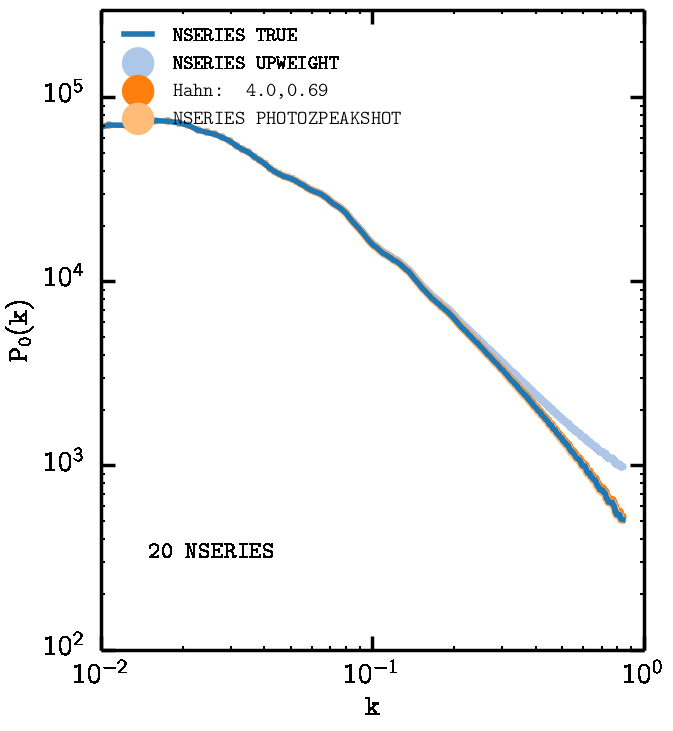 NSERIES TRUE
NSERIES UPWEIGHT
Hahn: 4.0,0.69
NSERIES PHOTOZPEAKSHOT
10^5
10^4
10^3
10^2
P_0(k)
20 NSERIES
10^-2
10^-1
10^0
k